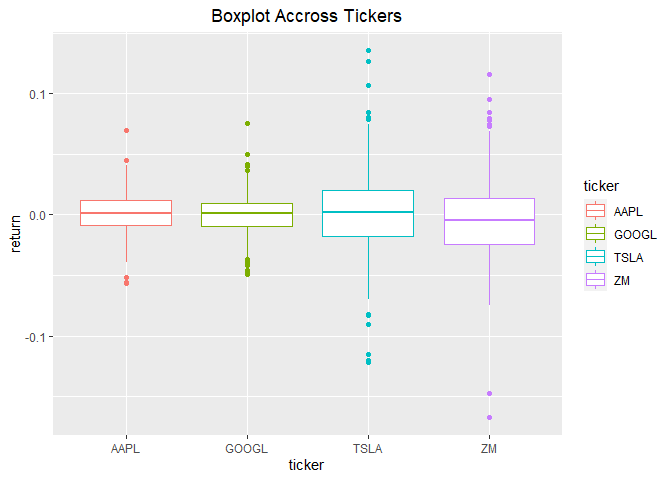 Boxplot Accross Tickers
0.1
0.0
-0.1
return
AAPL
GOOGL
TSLA
ZM
ticker
ticker
AAPL
GOOGL
TSLA
ZM